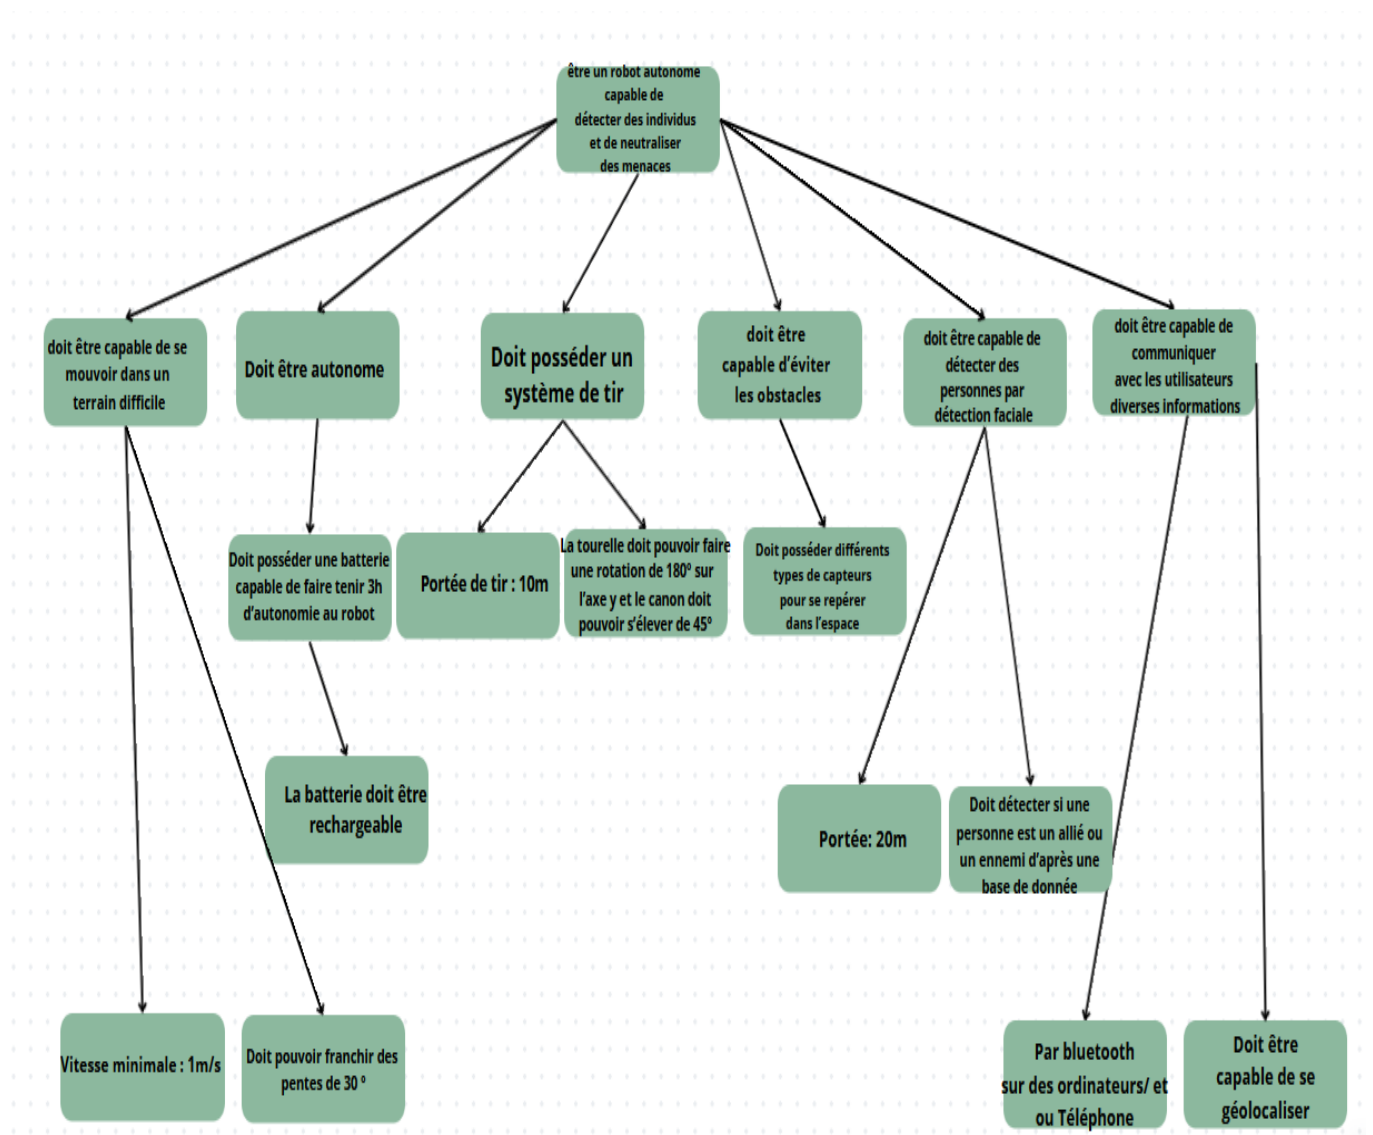 être un robot autonome
capable de
détecter des individus
et de neutraliser
des menaces
doit être capable de se
mouvoir dans un
terrain difficile
Doit être autonome
Doit posséder un
système de tir
doit être
capable d’éviter
les obstacles
doit être capable de
détecter des
personnes par
détection faciale
doit être capable de
communiquer
avec les utilisateurs
diverses informations
Doit posséder une batterie
capable de faire tenir 3h
d’autonomie au robot
Portée de tir : 10m
La tourelle doit pouvoir faire
une rotation de 180º sur
l’axe y et le canon doit
pouvoir s’élever de 45º
Doit posséder différents
types de capteurs
pour se repérer
dans l’espace
La batterie doit être
rechargeable
Portée: 20m
Doit détecter si une
personne est un allié ou
un ennemi d’après une
base de donnée
Vitesse minimale : 1m/s
Doit pouvoir franchir des
pentes de 30 º
Par bluetooth
sur des ordinateurs/ et
ou Téléphone
Doit être
capable de se
géolocaliser